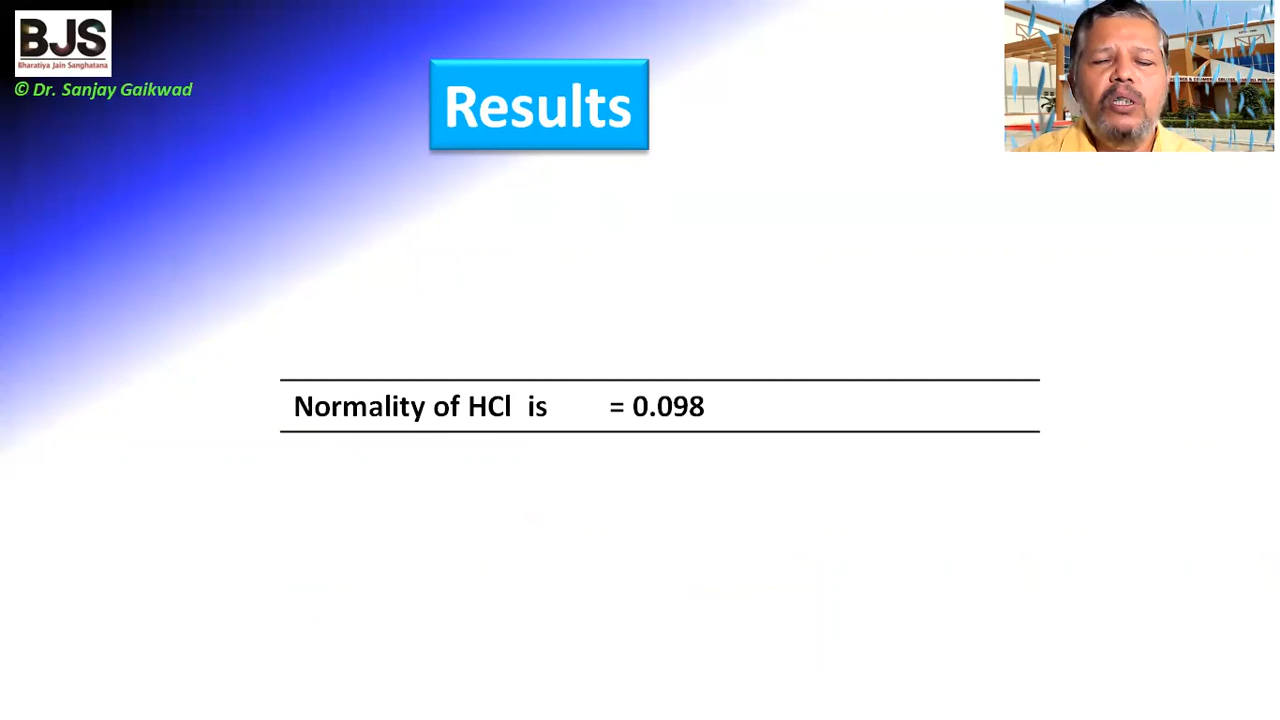 BJS
Bharatiya Jain Sanghatana
© Dr. Sanjay Gaikwad
Results
Normality of HCl is = 0.098